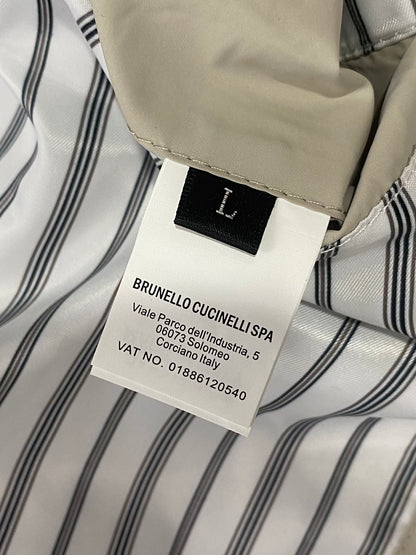 L
BRUNELLO CUCINELLI SPA
Viale Parco dell'Industria, 5
06073 Solomeo
Corciano Italy
VAT NO. 01886120540